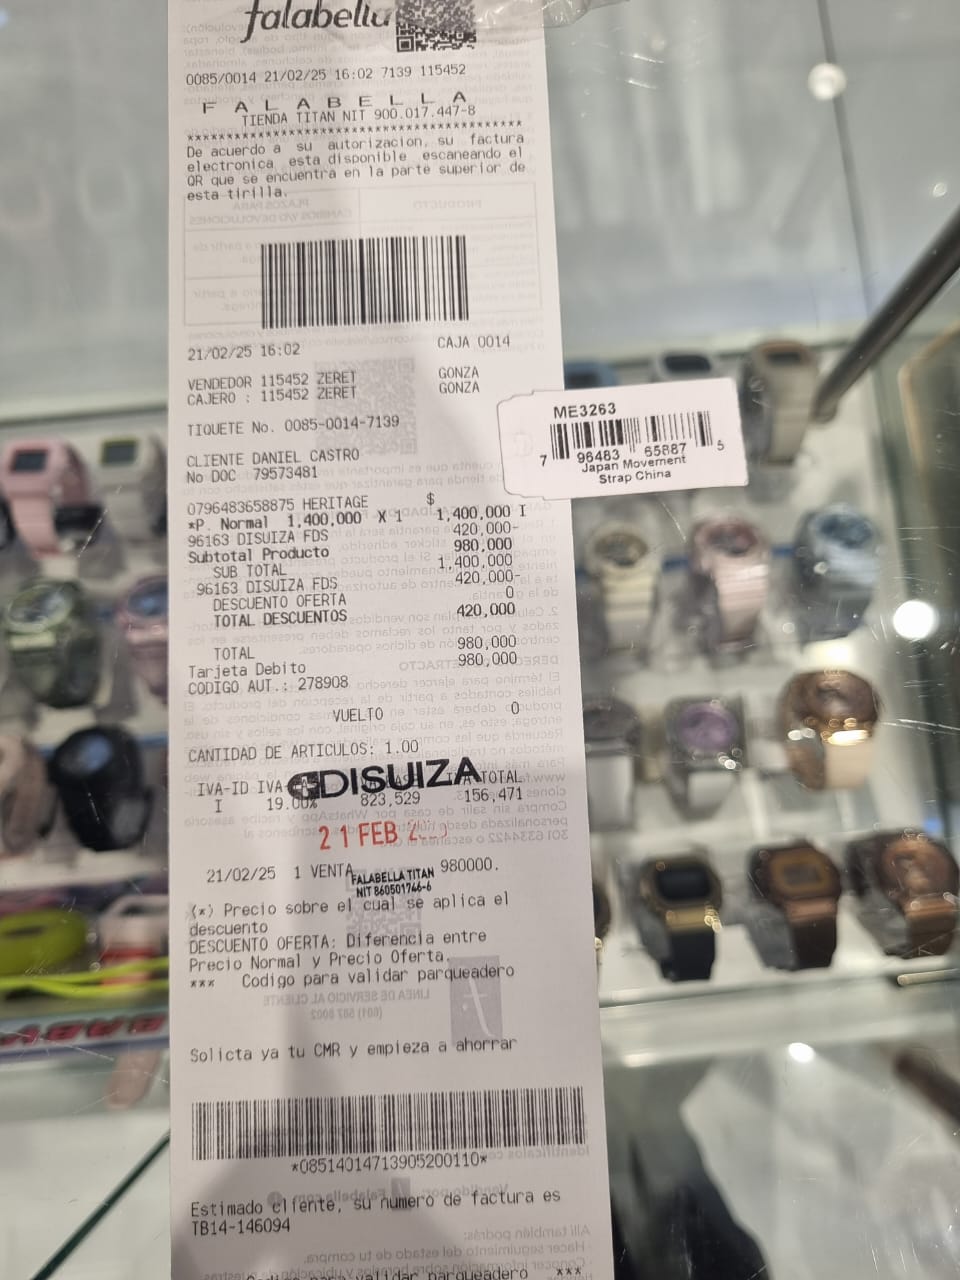 falabella
0085/0014 21/02/25 16:02 7139 115452
F A L A B E L L A
TIENDA TITAN NIT 900.017.447-8
****************************************
De acuerdo a su autorizacion, su factura
electronica esta disponible escaneando el
QR que se encuentra en la parte superior de
esta tirilla.
21/02/25 16:02 CAJA 0014
VENDEDOR 115452 ZERET GONZA
CAJERO : 115452 ZERET GONZA
TIQUETE No. 0085-0014-7139
CLIENTE DANIEL CASTRO
No DOC 79573481
0796483658875 HERITAGE $
*P. Normal 1,400,000 X 1 1,400,000 I
96163 DISUIZA FDS 420,000-
Subtotal Producto 980,000
SUB TOTAL 1,400,000
96163 DISUIZA FDS 420,000-
DESCUENTO OFERTA 0
TOTAL DESCUENTOS 420,000
TOTAL 980,000
Tarjeta Debito 980,000
CODIGO AUT.: 278908
VUELTO 0
CANTIDAD DE ARTICULOS: 1.00
DISUIZA
IVA-ID IVA TOTAL
I 19.00% 823,529 156,471
21 FEB
21/02/25 1 VENTA 980000.
FALABELLA TITAN
NIT 860501746-6
(*) Precio sobre el cual se aplica el
descuento
DESCUENTO OFERTA: Diferencia entre
Precio Normal y Precio Oferta.
*** Codigo para validar parqueadero
Solicta ya tu CMR y empieza a ahorrar
*08514014713905200110*
Estimado cliente, su numero de factura es
TB14-146094
validar parqueadero ***
ME3263
7 96483 65887 5
Japan Movement
Strap China